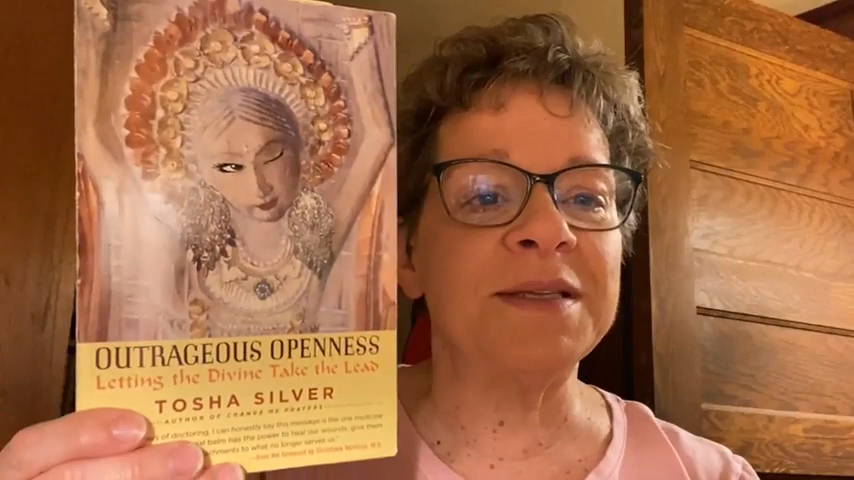 OUTRAGEOUS OPENNESS
Letting the Divine Take the Lead
TOSHA SILVER
AUTHOR OF CHANGE ME PRAYERS
of doctoring, I can honestly say this message is the one medicine
balm has the power to heal our wounds, give them
to what no longer serves us."